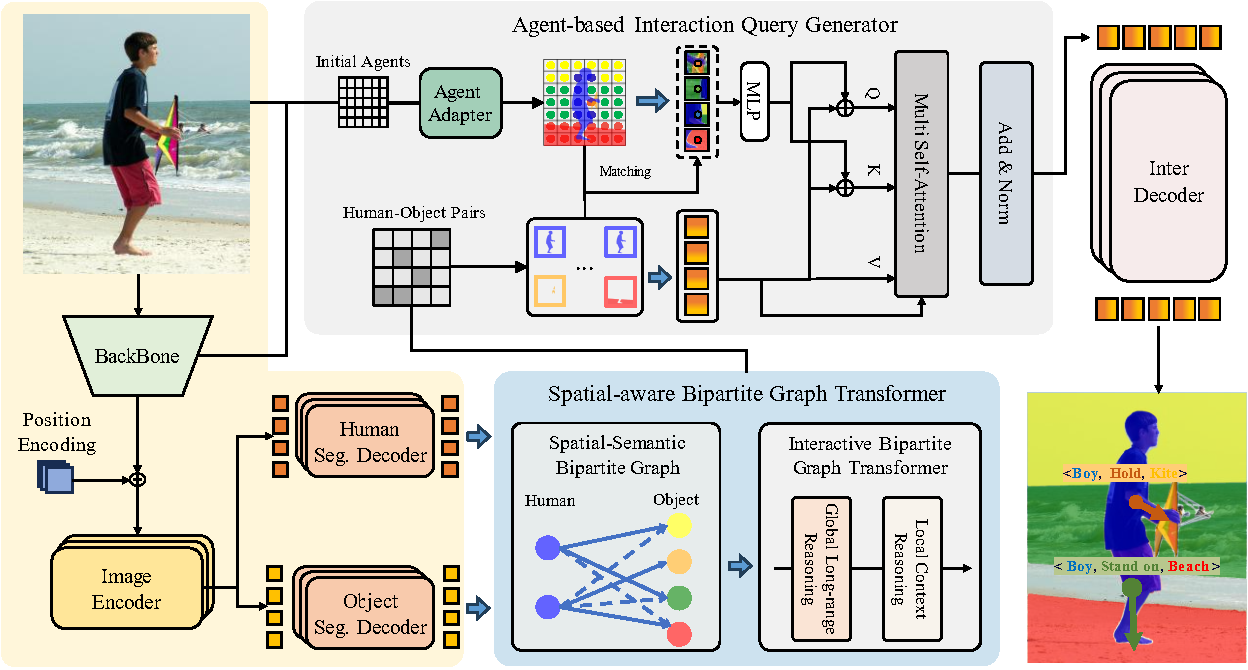 Agent-based Interaction Query Generator
Initial Agents
Agent
Adapter
Matching
MLP
Q
K
V
Multi Self-Attention
Add & Norm
Inter
Decoder
Human-Object Pairs
...
BackBone
Position
Encoding
Image
Encoder
Human
Seg. Decoder
Object
Seg. Decoder
Spatial-aware Bipartite Graph Transformer
Spatial-Semantic
Bipartite Graph
Human
Object
Interactive Bipartite
Graph Transformer
Global Long-range
Reasoning
Local Context
Reasoning
<Boy, Hold, Kite>
< Boy, Stand on, Beach >